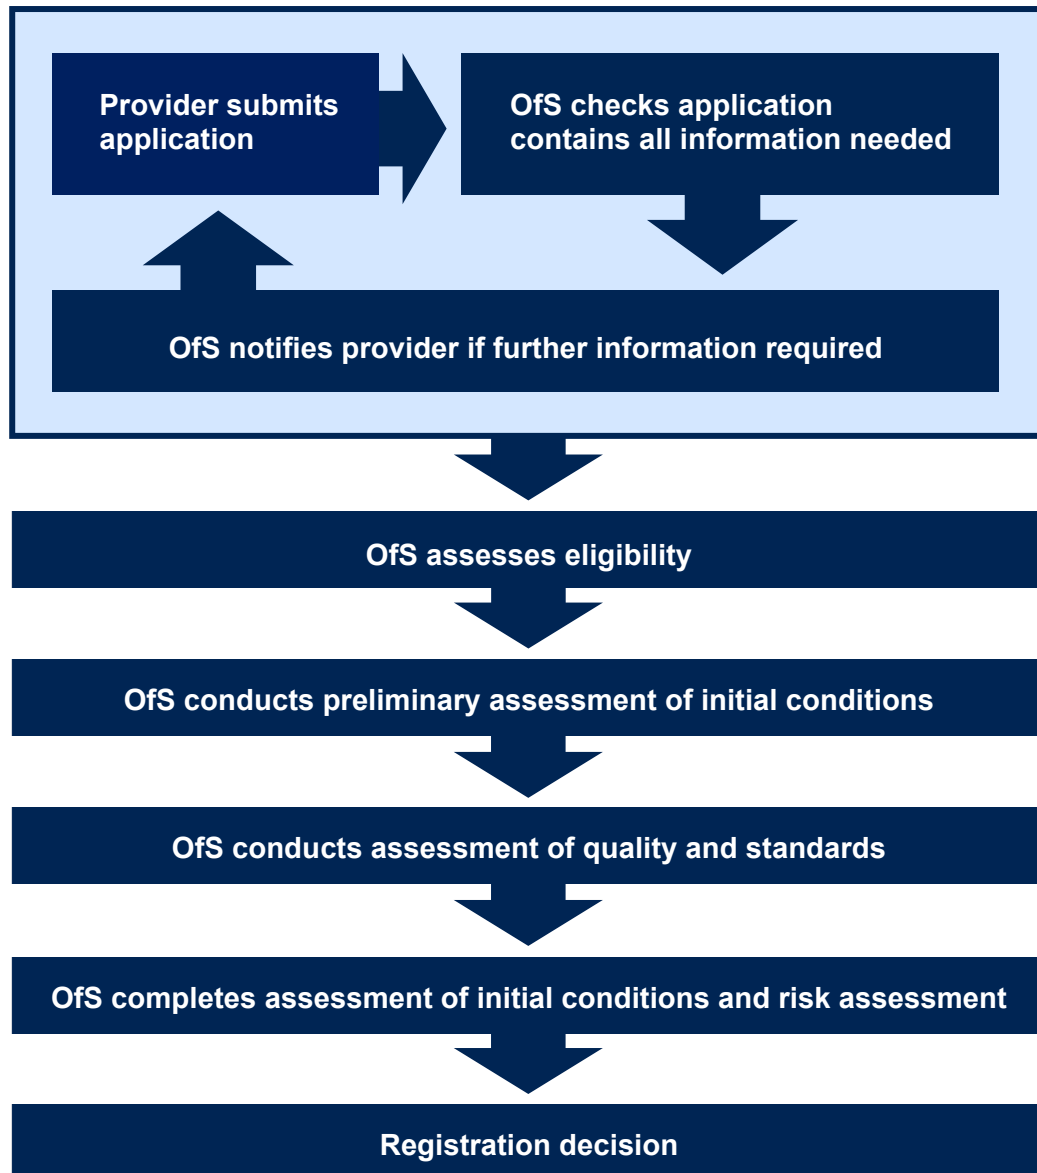 Provider submits
application
OfS checks application
contains all information needed
OfS notifies provider if further information required
OfS assesses eligibility
OfS conducts preliminary assessment of initial conditions
OfS conducts assessment of quality and standards
OfS completes assessment of initial conditions and risk assessment
Registration decision